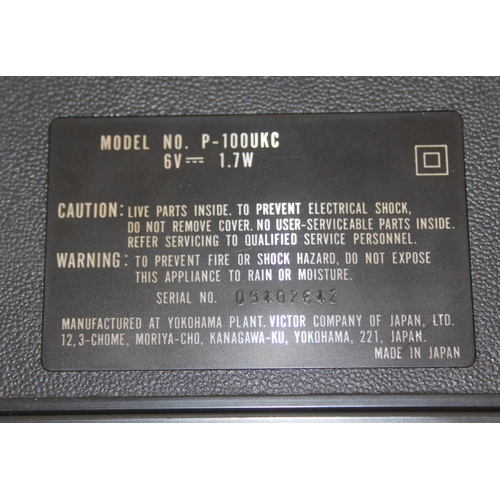 MODEL NO. P-100UKC
6V⎓ 1.7W
CAUTION: LIVE PARTS INSIDE. TO PREVENT ELECTRICAL SHOCK,
DO NOT REMOVE COVER. NO USER-SERVICEABLE PARTS INSIDE.
REFER SERVICING TO QUALIFIED SERVICE PERSONNEL.
WARNING: TO PREVENT FIRE OR SHOCK HAZARD, DO NOT EXPOSE
THIS APPLIANCE TO RAIN OR MOISTURE.
SERIAL NO. 09402642
MANUFACTURED AT YOKOHAMA PLANT. VICTOR COMPANY OF JAPAN, LTD.
12,3-CHOME, MORIYA-CHO, KANAGAWA-KU, YOKOHAMA, 221, JAPAN.
MADE IN JAPAN